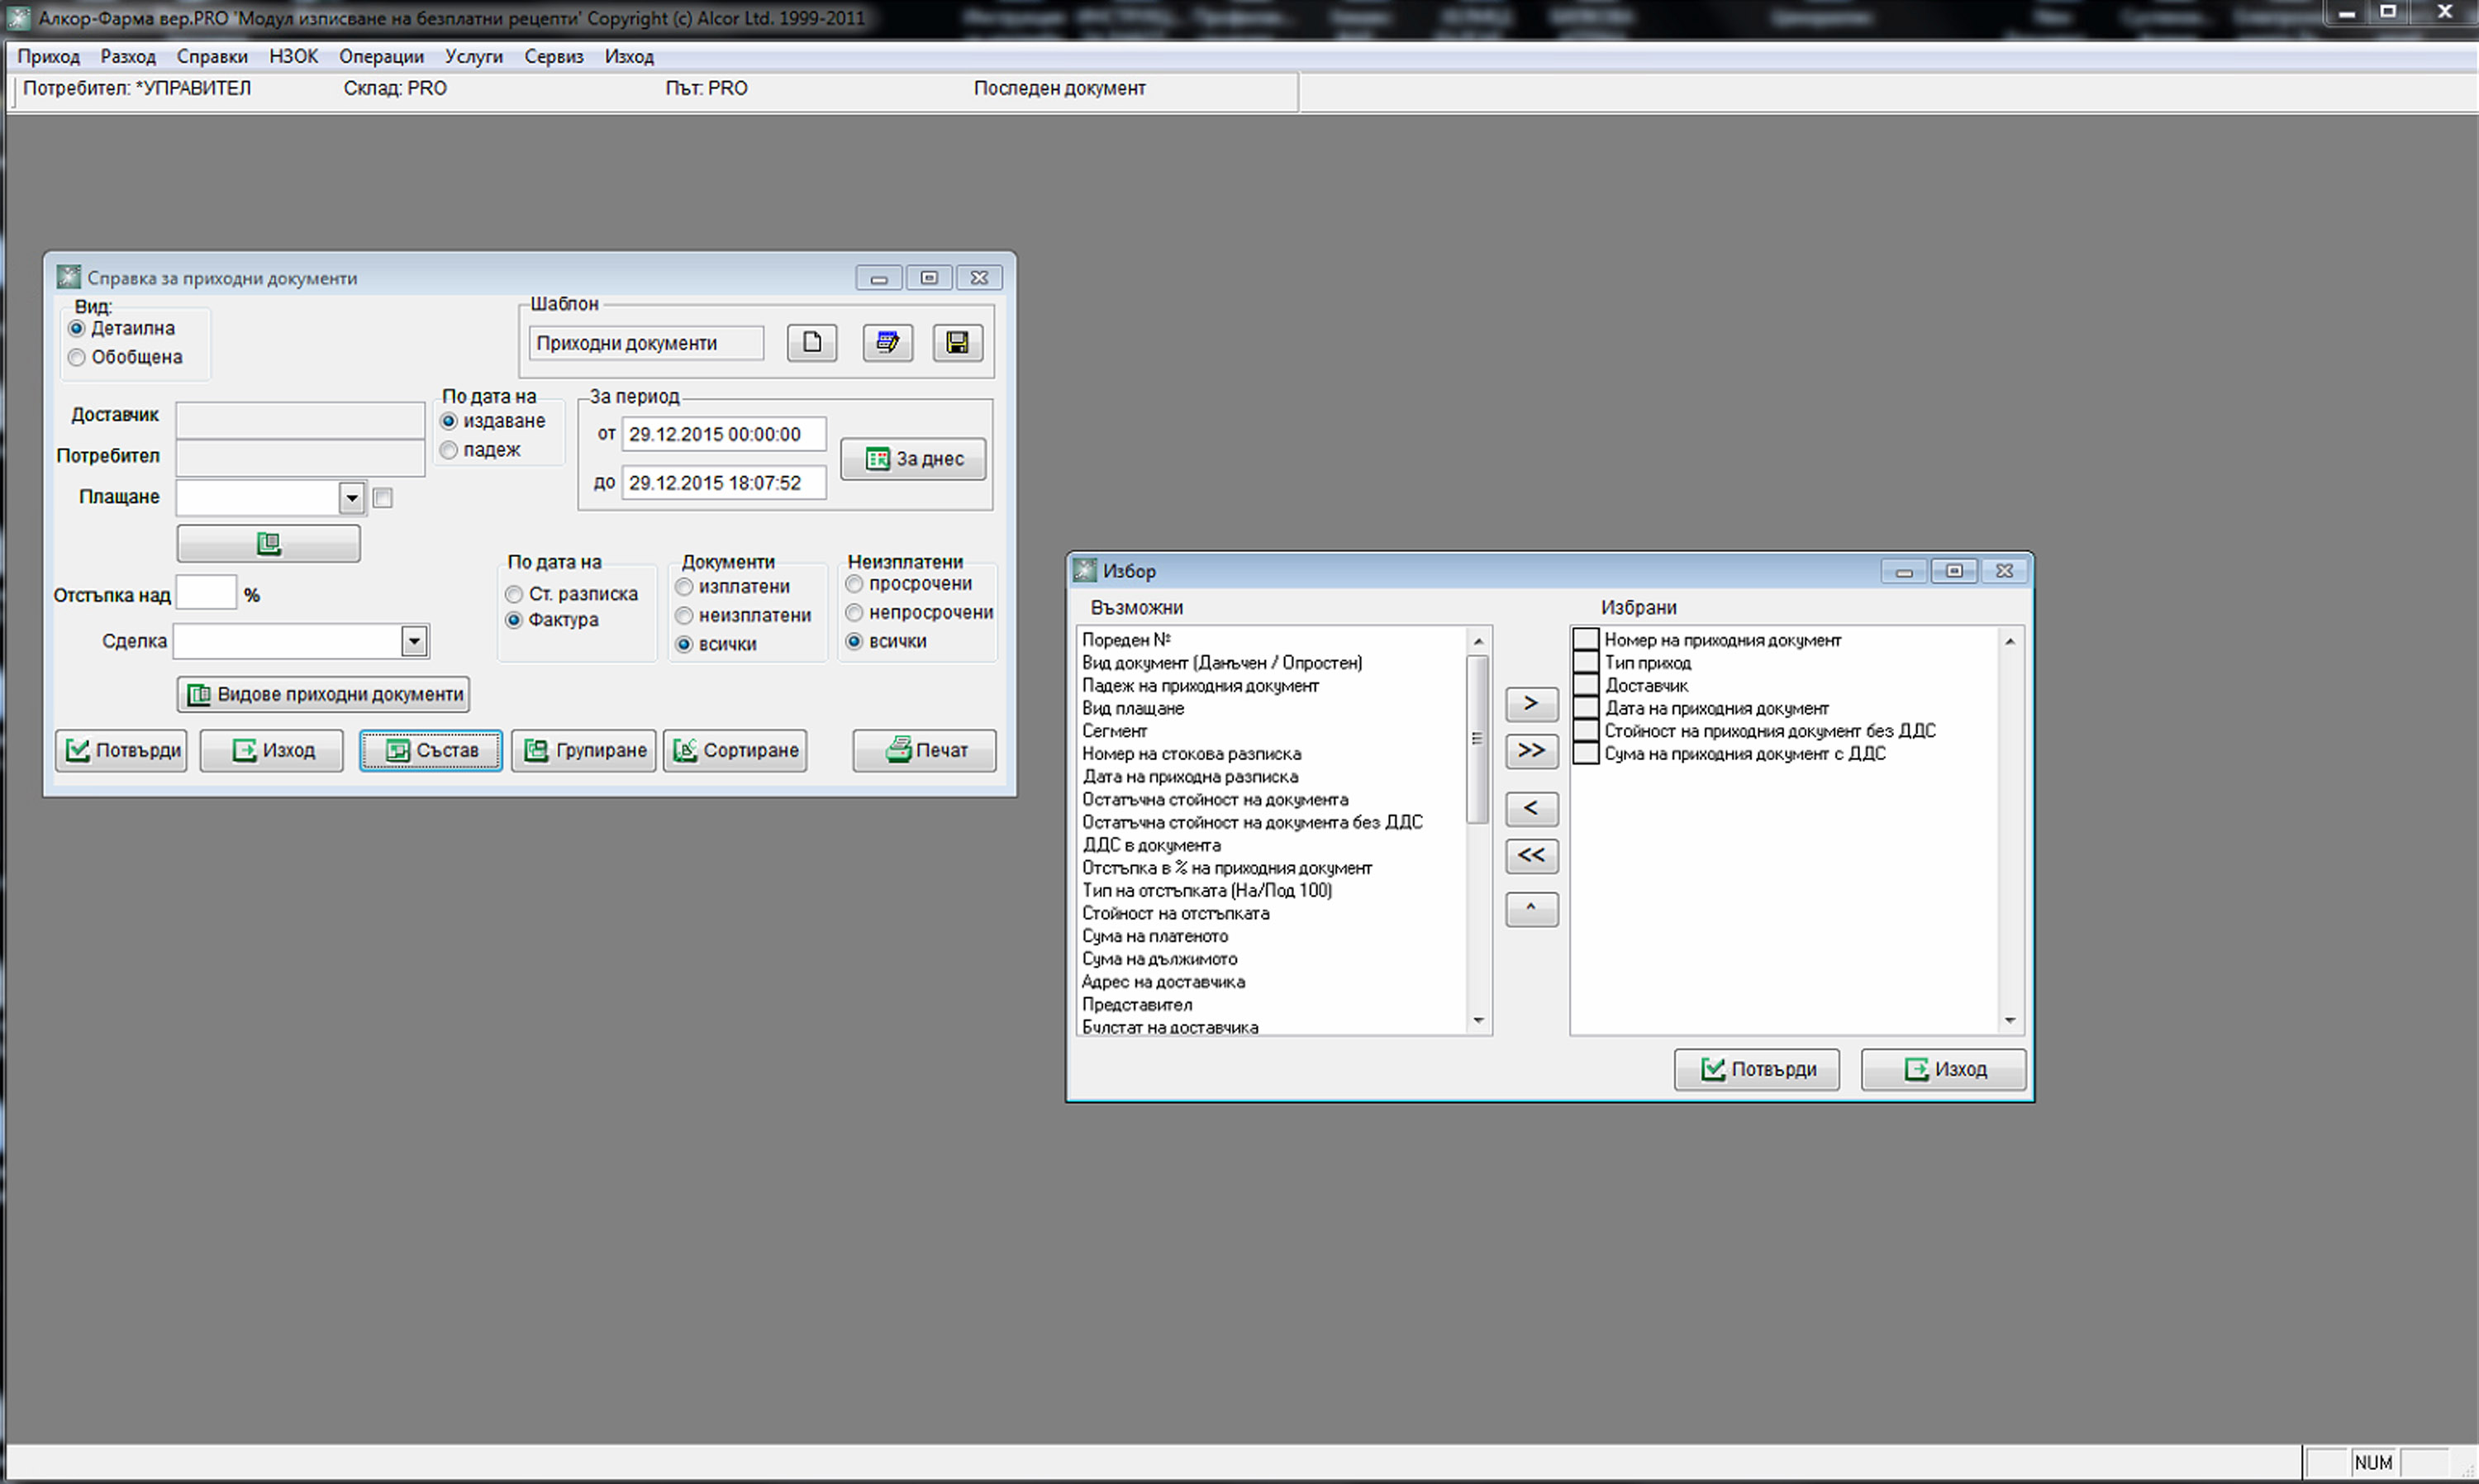 Алкор-Фарма вер.PRO 'Модул изписване на безплатни рецепти' Copyright (c) Alcor Ltd. 1999-2011
Приход Разход Справки НЗОК Операции Услуги Сервиз Изход
Потребител: *УПРАВИТЕЛ Склад: PRO Път: PRO Последен документ
Справка за приходни документи
Вид:
Детайлна
Обобщена
Шаблон
Приходни документи
Доставчик
Потребител
Плащане
По дата на
издаване
падеж
За период
от 29.12.2015 00:00:00
до 29.12.2015 18:07:52
За днес
Отстъпка над %
Сделка
По дата на
Ст. разписка
Фактура
Документи
изплатени
неизплатени
всички
Неизплатени
просрочени
непросрочени
всички
Видове приходни документи
Потвърди Изход Състав Групиране Сортиране Печат
Избор
Възможни
Пореден №
Вид документ (Данъчен / Опростен)
Падеж на приходния документ
Вид плащане
Сегмент
Номер на стокова разписка
Дата на приходна разписка
Остатъчна стойност на документа
Остатъчна стойност на документа без ДДС
ДДС в документа
Отстъпка в % на приходния документ
Тип на отстъпката (На/Под 100)
Стойност на отстъпката
Сума на платеното
Сума на дължимото
Адрес на доставчика
Представител
Булстат на доставчика
>
>>
<
<<
^
Избрани
Номер на приходния документ
Тип приход
Доставчик
Дата на приходния документ
Стойност на приходния документ без ДДС
Сума на приходния документ с ДДС
Потвърди Изход
NUM